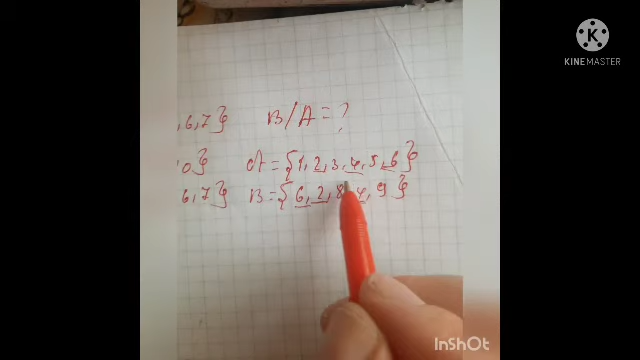 ,6,7} B/A=?
,0} A={1,2,3,4,5,6}
6,7} B={6,2,8,4,9}
KINEMASTER
InShOt